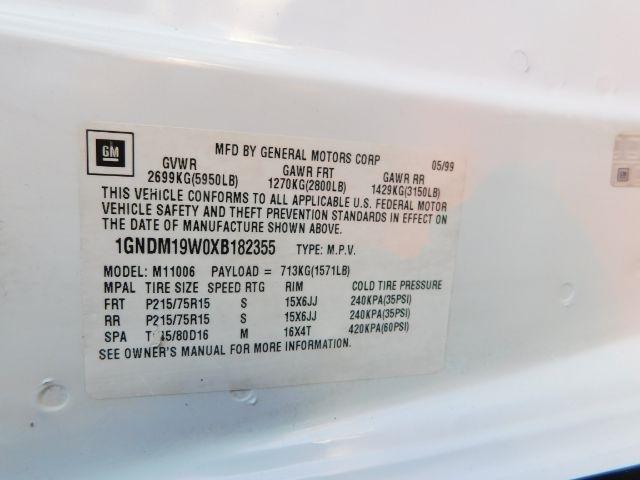 GM
MFD BY GENERAL MOTORS CORP 05/99
GVWR GAWR FRT GAWR RR
2699KG(5950LB) 1270KG(2800LB) 1429KG(3150LB)
THIS VEHICLE CONFORMS TO ALL APPLICABLE U.S. FEDERAL MOTOR
VEHICLE SAFETY AND THEFT PREVENTION STANDARDS IN EFFECT ON
THE DATE OF MANUFACTURE SHOWN ABOVE.
1GNDM19W0XB182355 TYPE: M.P.V.
MODEL: M11006 PAYLOAD = 713KG(1571LB)
MPAL TIRE SIZE SPEED RTG RIM COLD TIRE PRESSURE
FRT P215/75R15 S 15X6JJ 240KPA(35PSI)
RR P215/75R15 S 15X6JJ 240KPA(35PSI)
SPA M 16X4T 420KPA(60PSI)
SEE OWNER'S MANUAL FOR MORE INFORMATION.